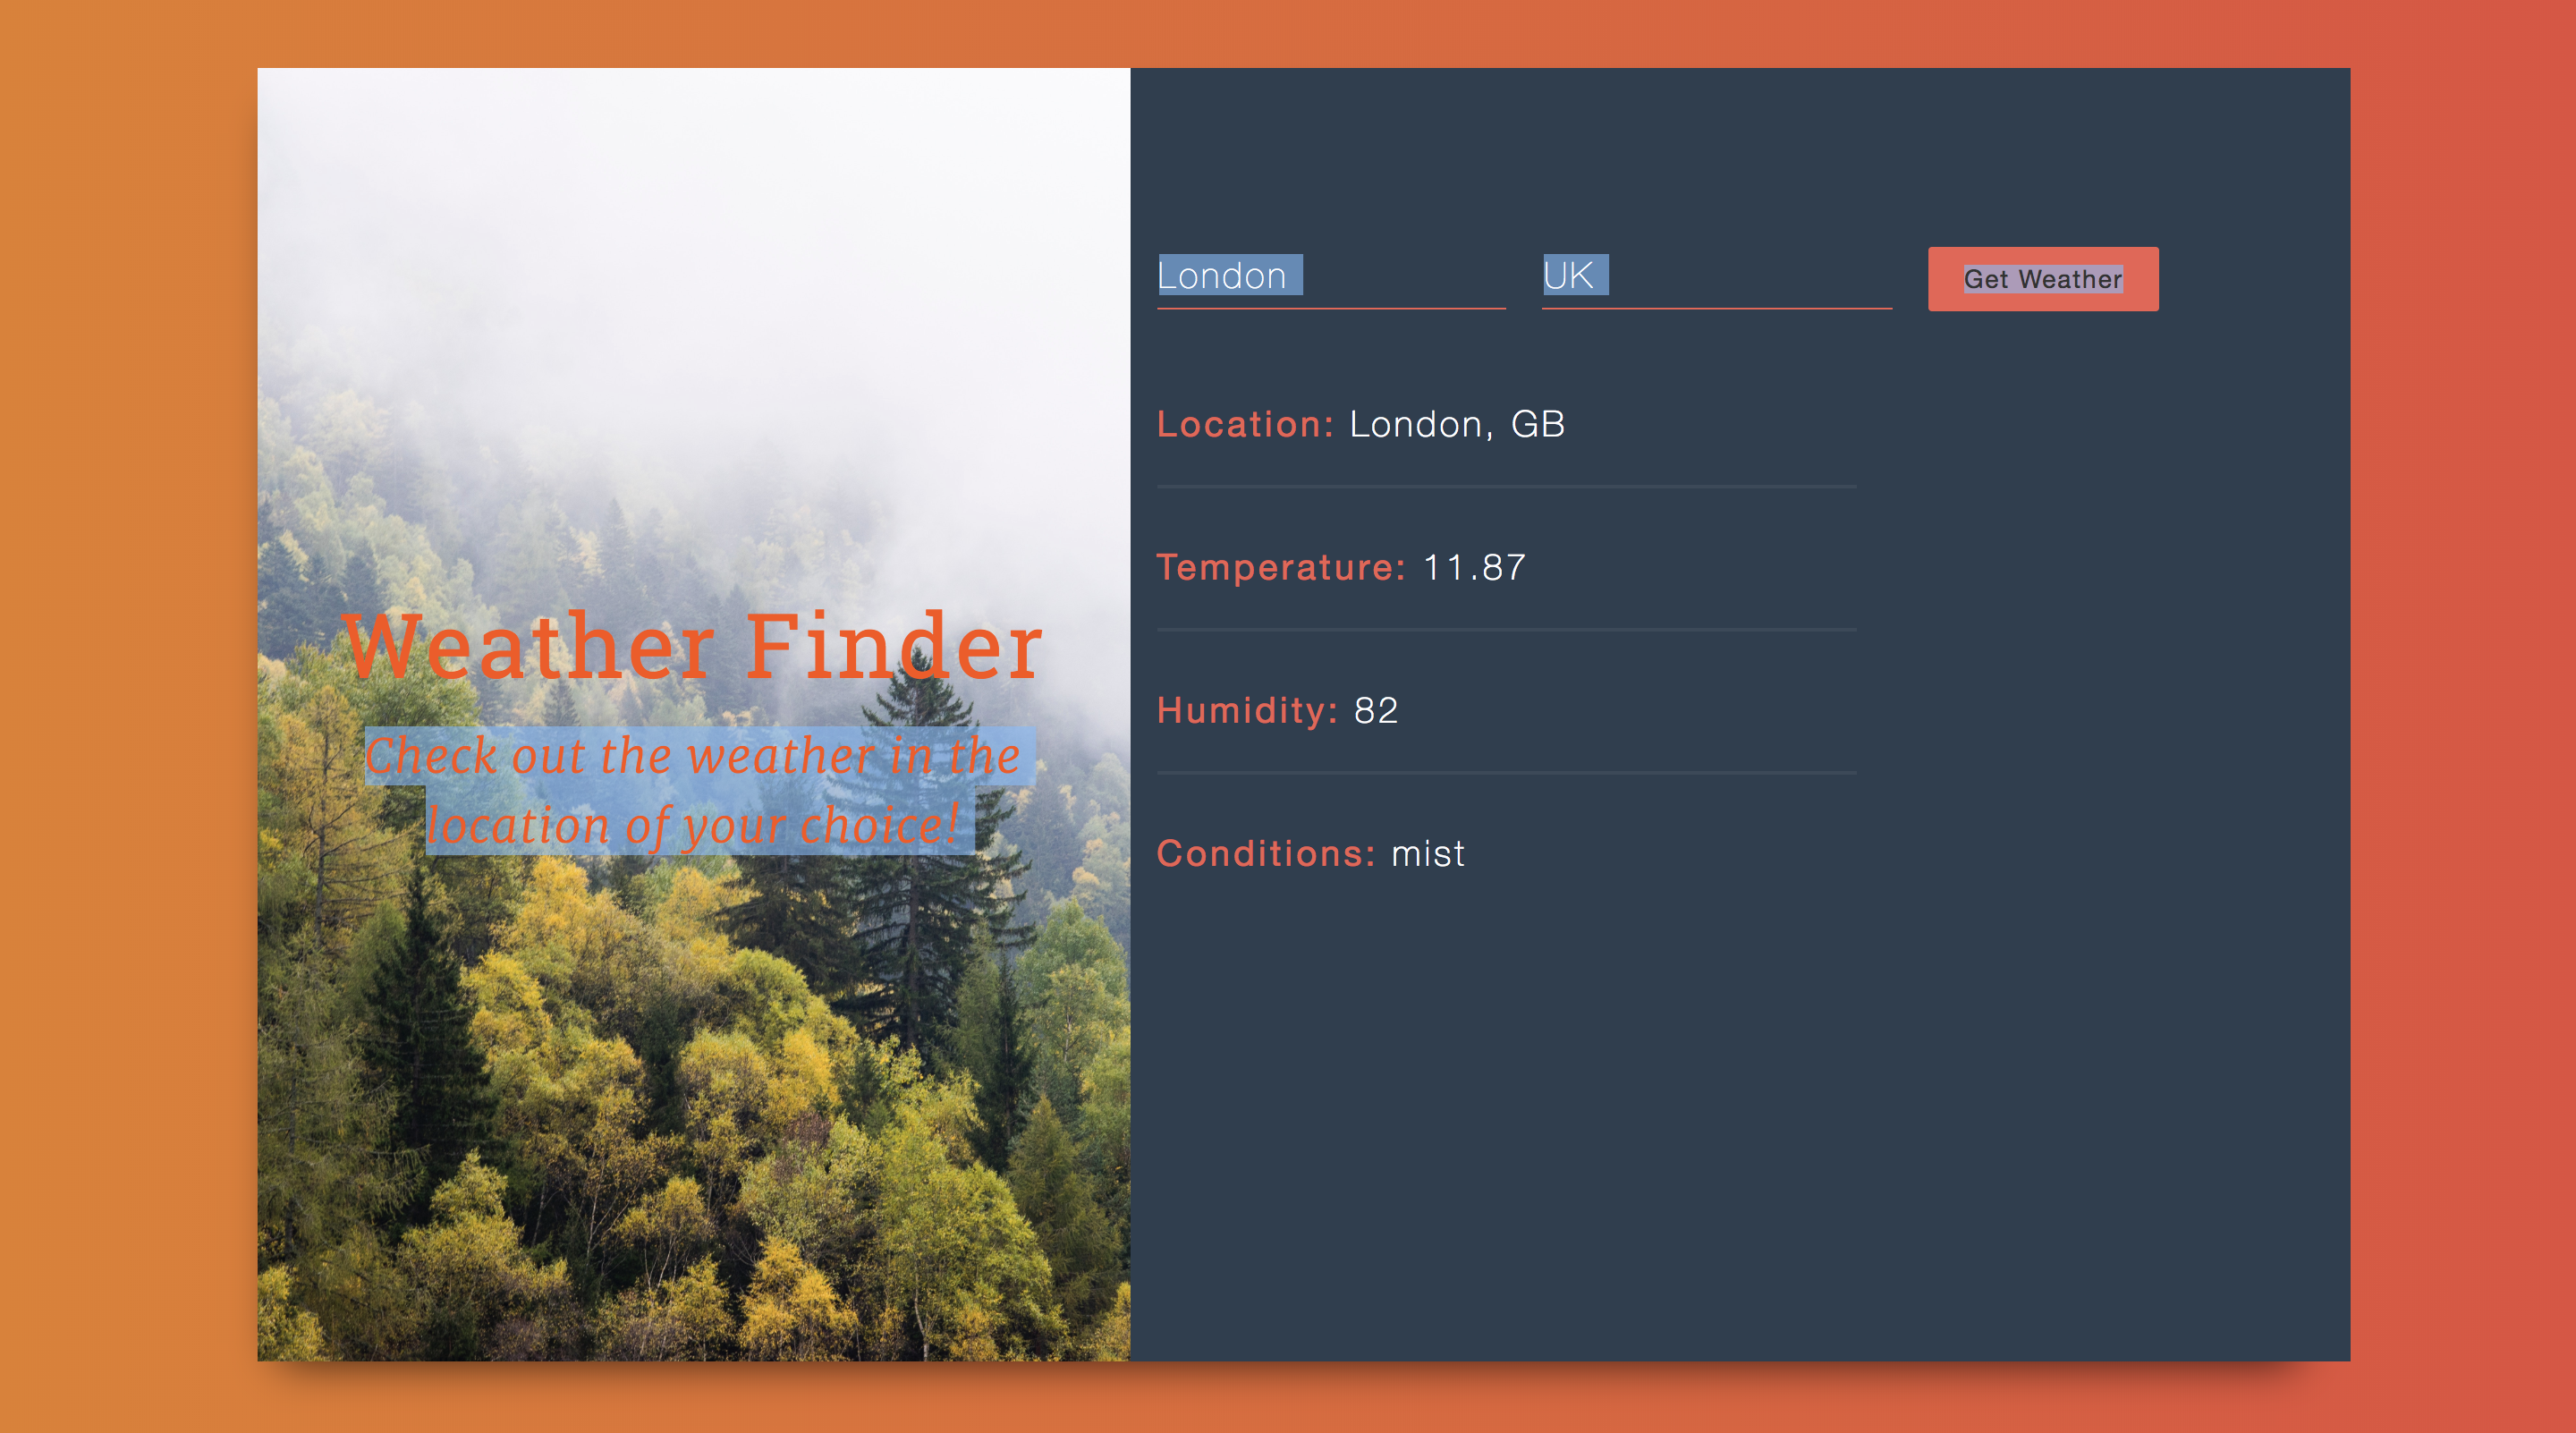 Weather Finder
Check out the weather in the
location of your choice!
London
UK
Get Weather
Location: London, GB
Temperature: 11.87
Humidity: 82
Conditions: mist